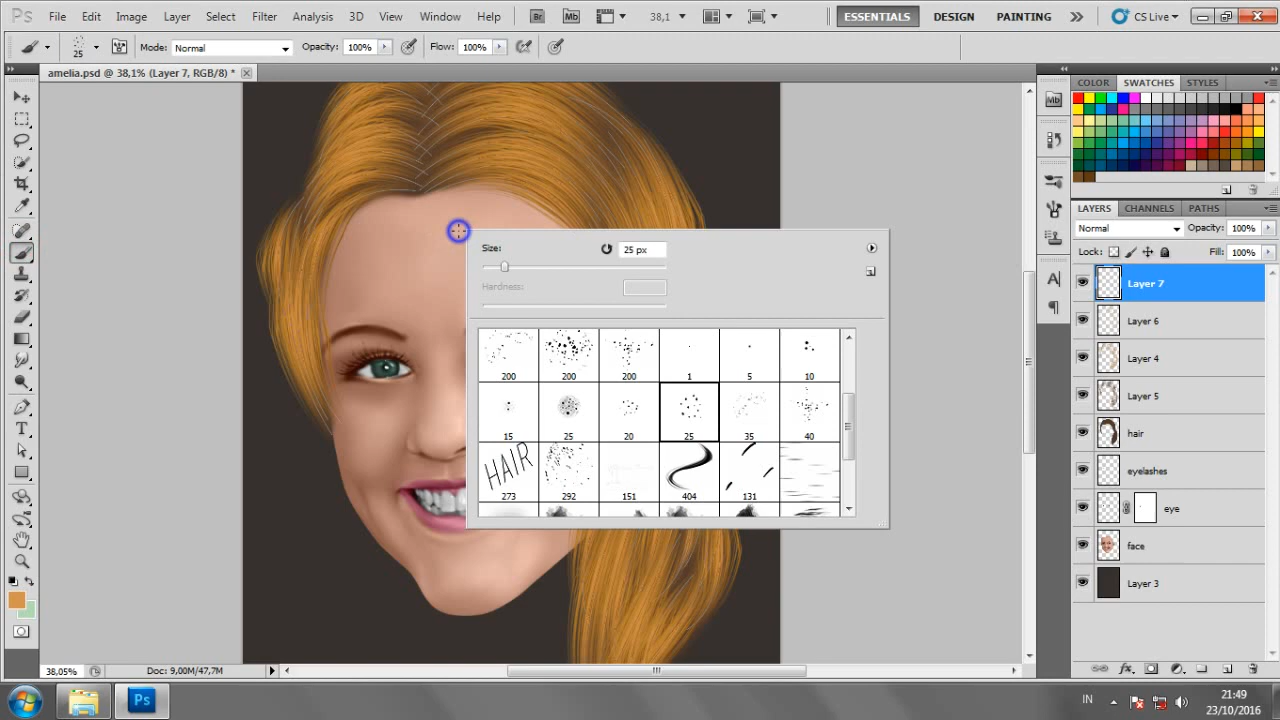 Ps File Edit Image Layer Select Filter Analysis 3D View Window Help Br Mb 38,1 ESSENTIALS DESIGN PAINTING CS Live
25 Mode: Normal Opacity: 100% Flow: 100%
amelia.psd @ 38,1% (Layer 7, RGB/8) *
Mb
COLOR SWATCHES STYLES
LAYERS CHANNELS PATHS
Normal Opacity: 100%
Lock: Fill: 100%
Layer 7
Layer 6
Layer 4
Layer 5
hair
eyelashes
eye
face
Layer 3
Size: 25 px
Hardness:
200 200 200 1 5 10
15 25 20 25 35 40
HAIR
273 292 151 404 131
T
A
38,05% Doc: 9,00M/47,7M
Ps
IN
21:49
23/10/2016